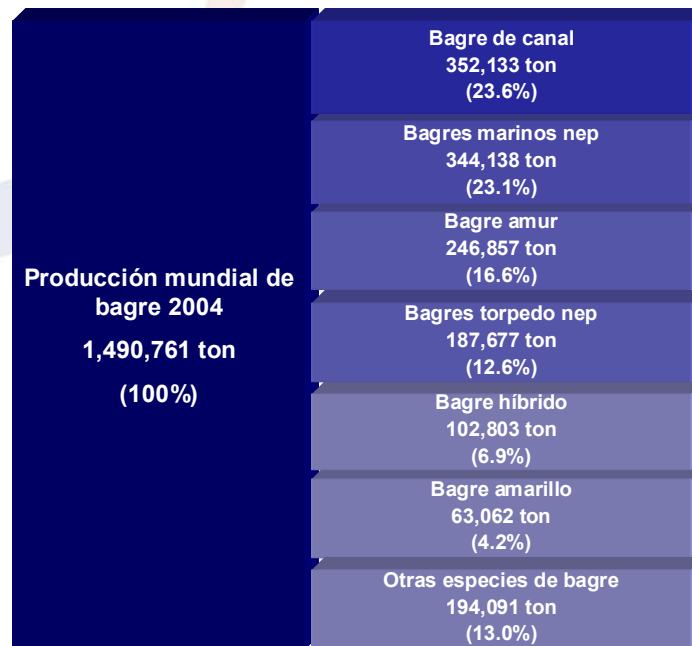 Producción mundial de
bagre 2004
1,490,761 ton
(100%)
Bagre de canal
352,133 ton
(23.6%)
Bagres marinos nep
344,138 ton
(23.1%)
Bagre amur
246,857 ton
(16.6%)
Bagres torpedo nep
187,677 ton
(12.6%)
Bagre híbrido
102,803 ton
(6.9%)
Bagre amarillo
63,062 ton
(4.2%)
Otras especies de bagre
194,091 ton
(13.0%)